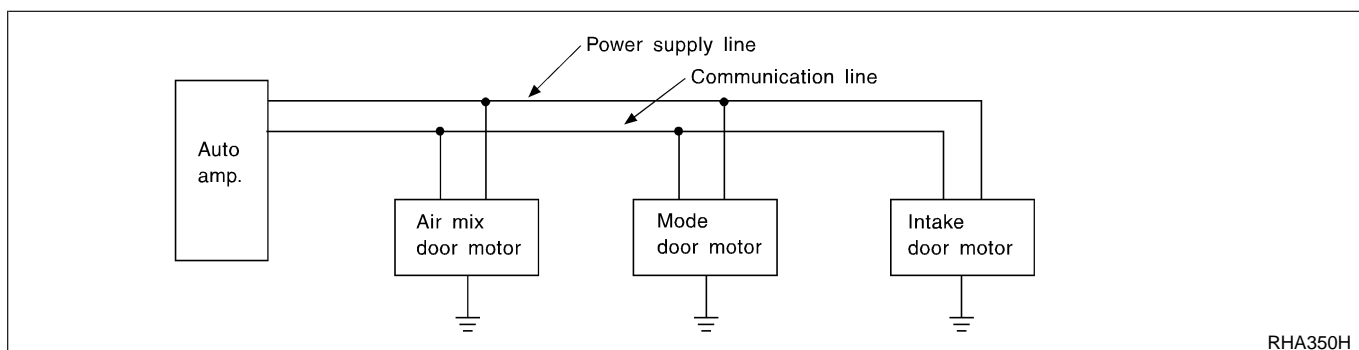 Power supply line
Communication line
Auto
amp.
Air mix
door motor
Mode
door motor
Intake
door motor
RHA350H